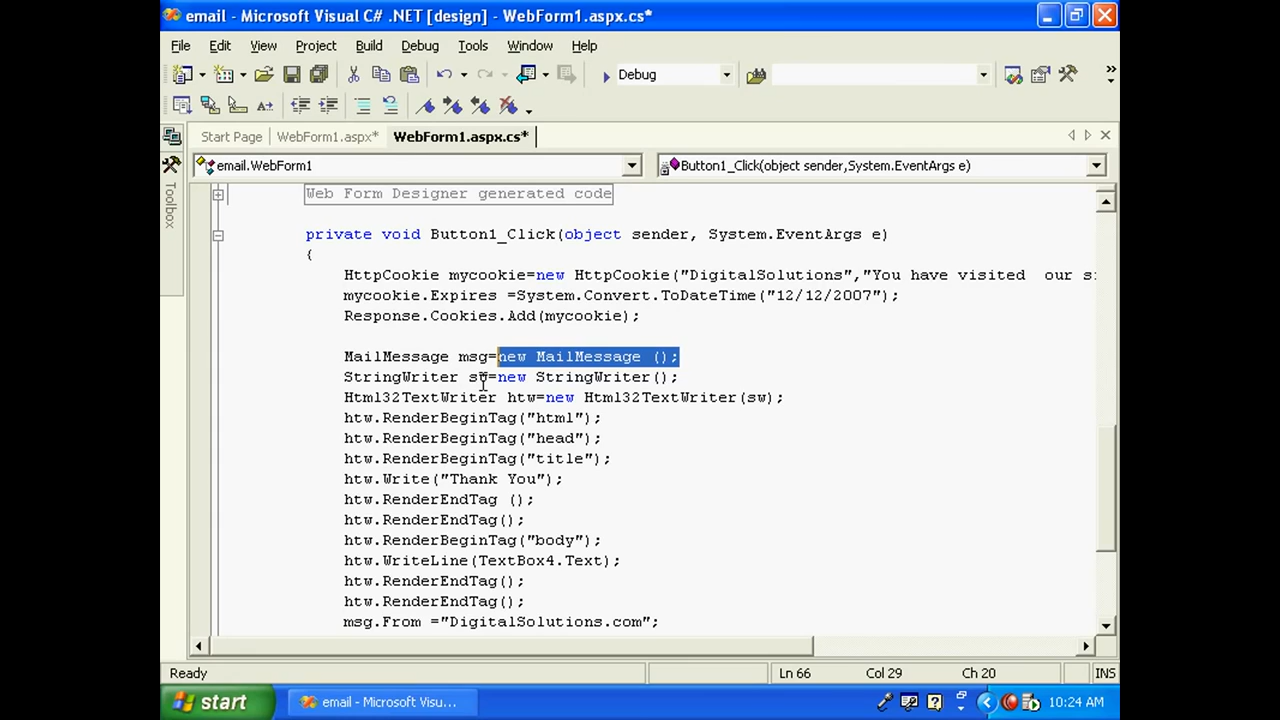 email - Microsoft Visual C# .NET [design] - WebForm1.aspx.cs*
File Edit View Project Build Debug Tools Window Help
Debug
Start Page WebForm1.aspx* WebForm1.aspx.cs*
email.WebForm1 Button1_Click(object sender,System.EventArgs e)
Toolbox
Web Form Designer generated code
private void Button1_Click(object sender, System.EventArgs e)
{
HttpCookie mycookie=new HttpCookie("DigitalSolutions","You have visited  our s
mycookie.Expires =System.Convert.ToDateTime("12/12/2007");
Response.Cookies.Add(mycookie);
MailMessage msg=new MailMessage ();
StringWriter sw=new StringWriter();
Html32TextWriter htw=new Html32TextWriter(sw);
htw.RenderBeginTag("html");
htw.RenderBeginTag("head");
htw.RenderBeginTag("title");
htw.Write("Thank You");
htw.RenderEndTag ();
htw.RenderEndTag();
htw.RenderBeginTag("body");
htw.WriteLine(TextBox4.Text);
htw.RenderEndTag();
htw.RenderEndTag();
msg.From ="DigitalSolutions.com";
Ready Ln 66 Col 29 Ch 20 INS
start email - Microsoft Visu... 10:24 AM